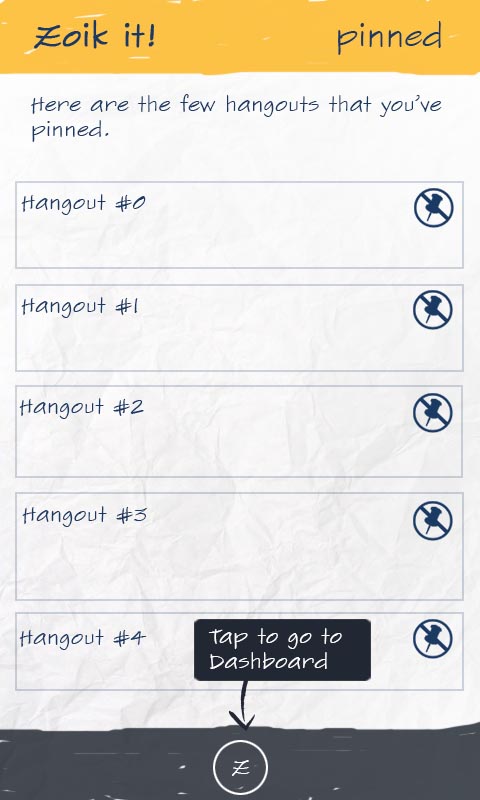 Zoik it!
pinned
Here are the few hangouts that you've
pinned.
Hangout #0
Hangout #1
Hangout #2
Hangout #3
Hangout #4
Tap to go to
Dashboard
Z